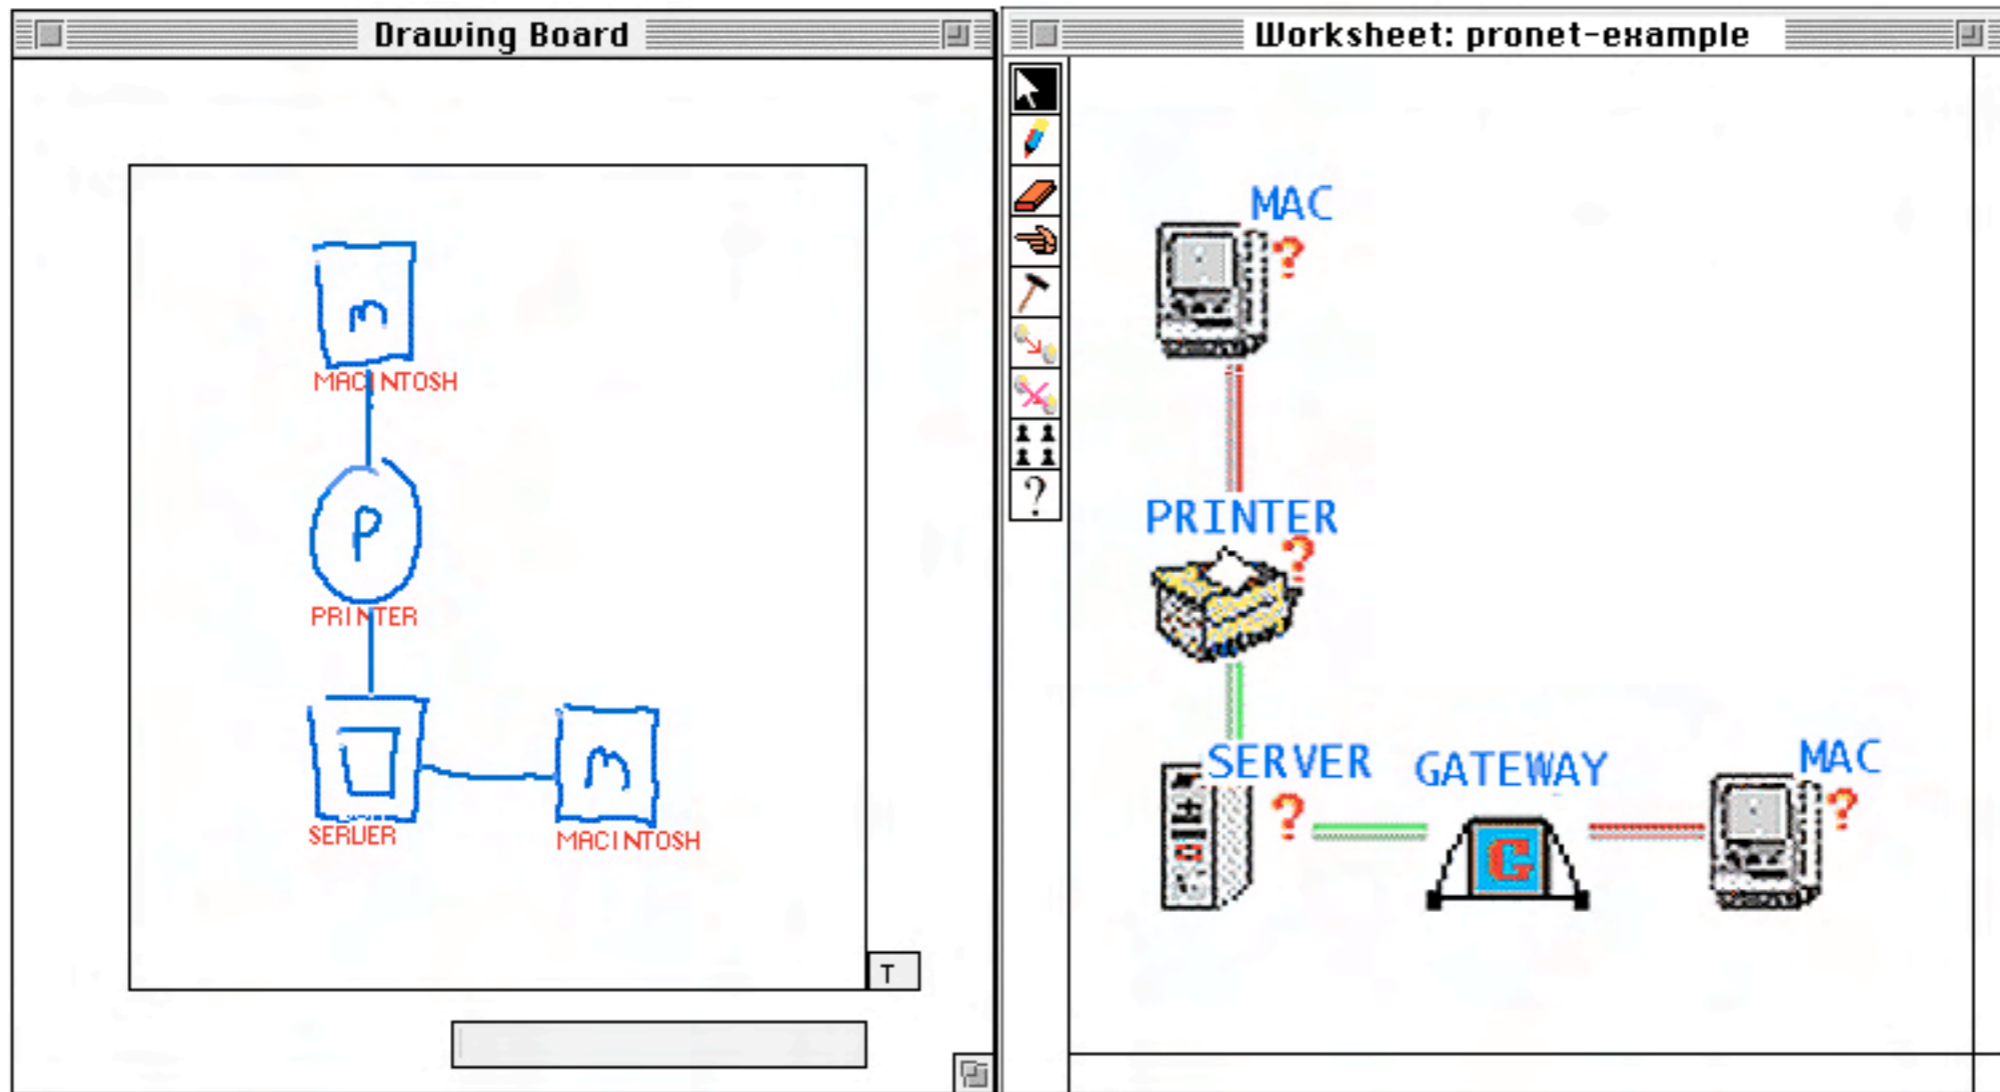 Drawing Board
m
MACINTOSH
P
PRINTER
SERVER
m
MACINTOSH
T
Worksheet: pronet-example
?
MAC
?
PRINTER
?
SERVER
?
GATEWAY
G
MAC
?